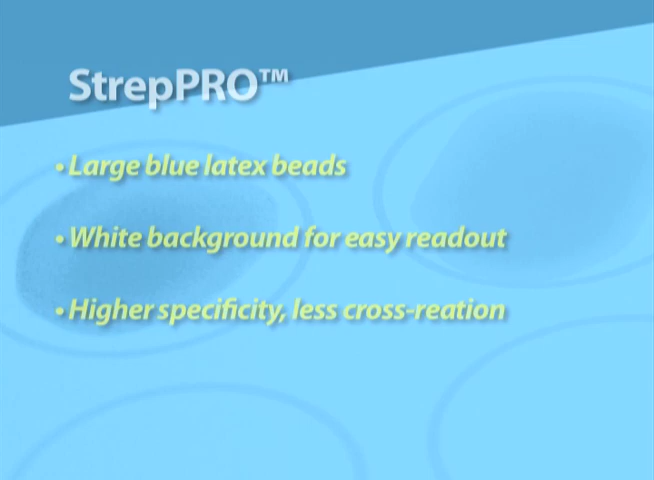 StrepPRO™
• Large blue latex beads
• White background for easy readout
• Higher specificity, less cross-reation